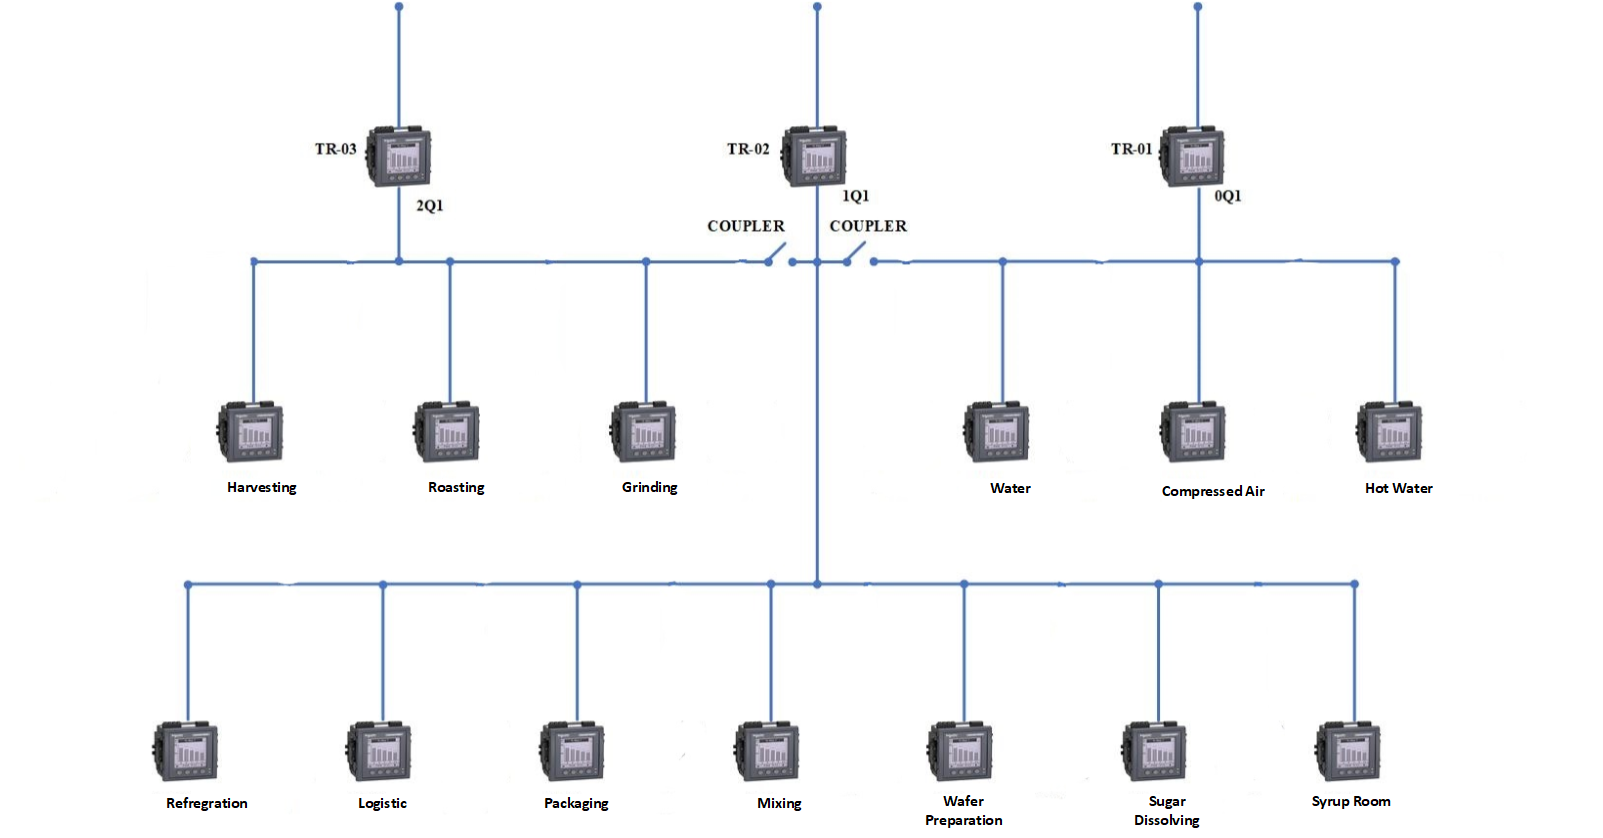 TR-03
TR-02
TR-01
2Q1
1Q1
0Q1
COUPLER
COUPLER
Harvesting
Roasting
Grinding
Water
Compressed Air
Hot Water
Refregration
Logistic
Packaging
Mixing
Wafer
Preparation
Sugar
Dissolving
Syrup Room